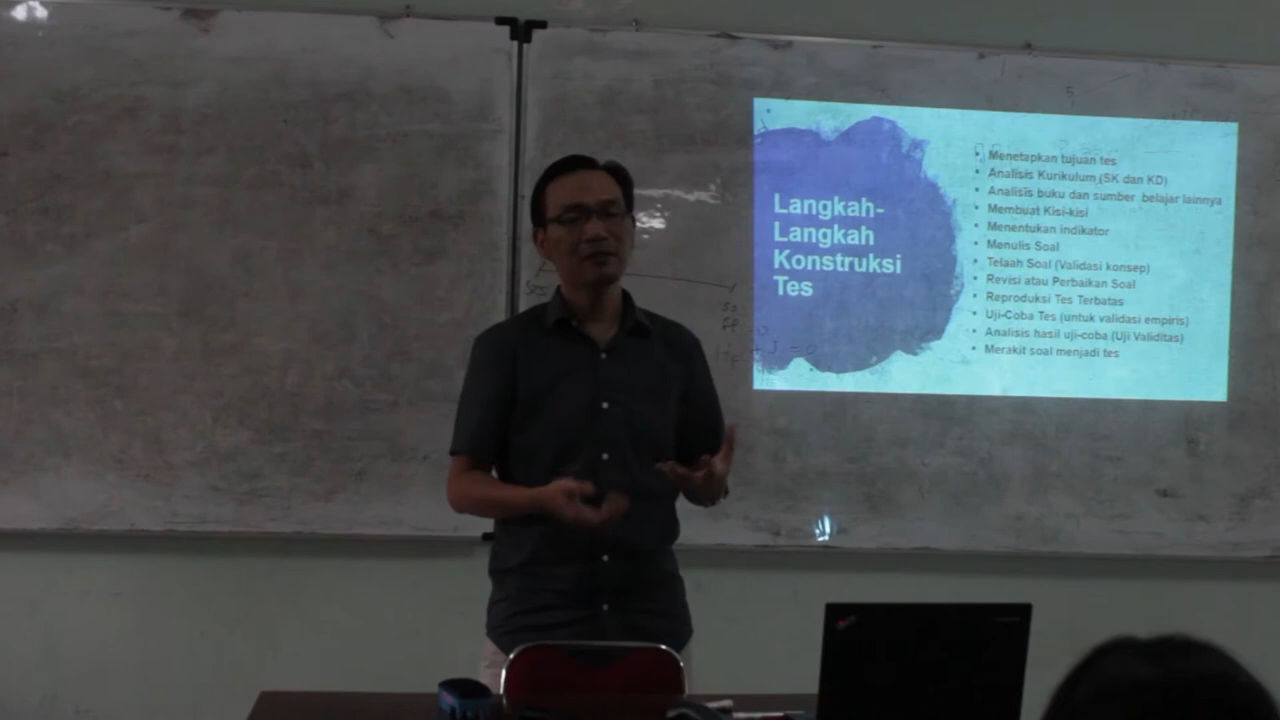 Langkah-
Langkah
Konstruksi
Tes
• Menetapkan tujuan tes
• Analisis Kurikulum (SK dan KD)
• Analisis buku dan sumber belajar lainnya
• Membuat Kisi-kisi
• Menentukan indikator
• Menulis Soal
• Telaah Soal (Validasi konsep)
• Revisi atau Perbaikan Soal
• Reproduksi Tes Terbatas
• Uji-Coba Tes (untuk validasi empiris)
• Analisis hasil uji-coba (Uji Validitas)
• Merakit soal menjadi tes